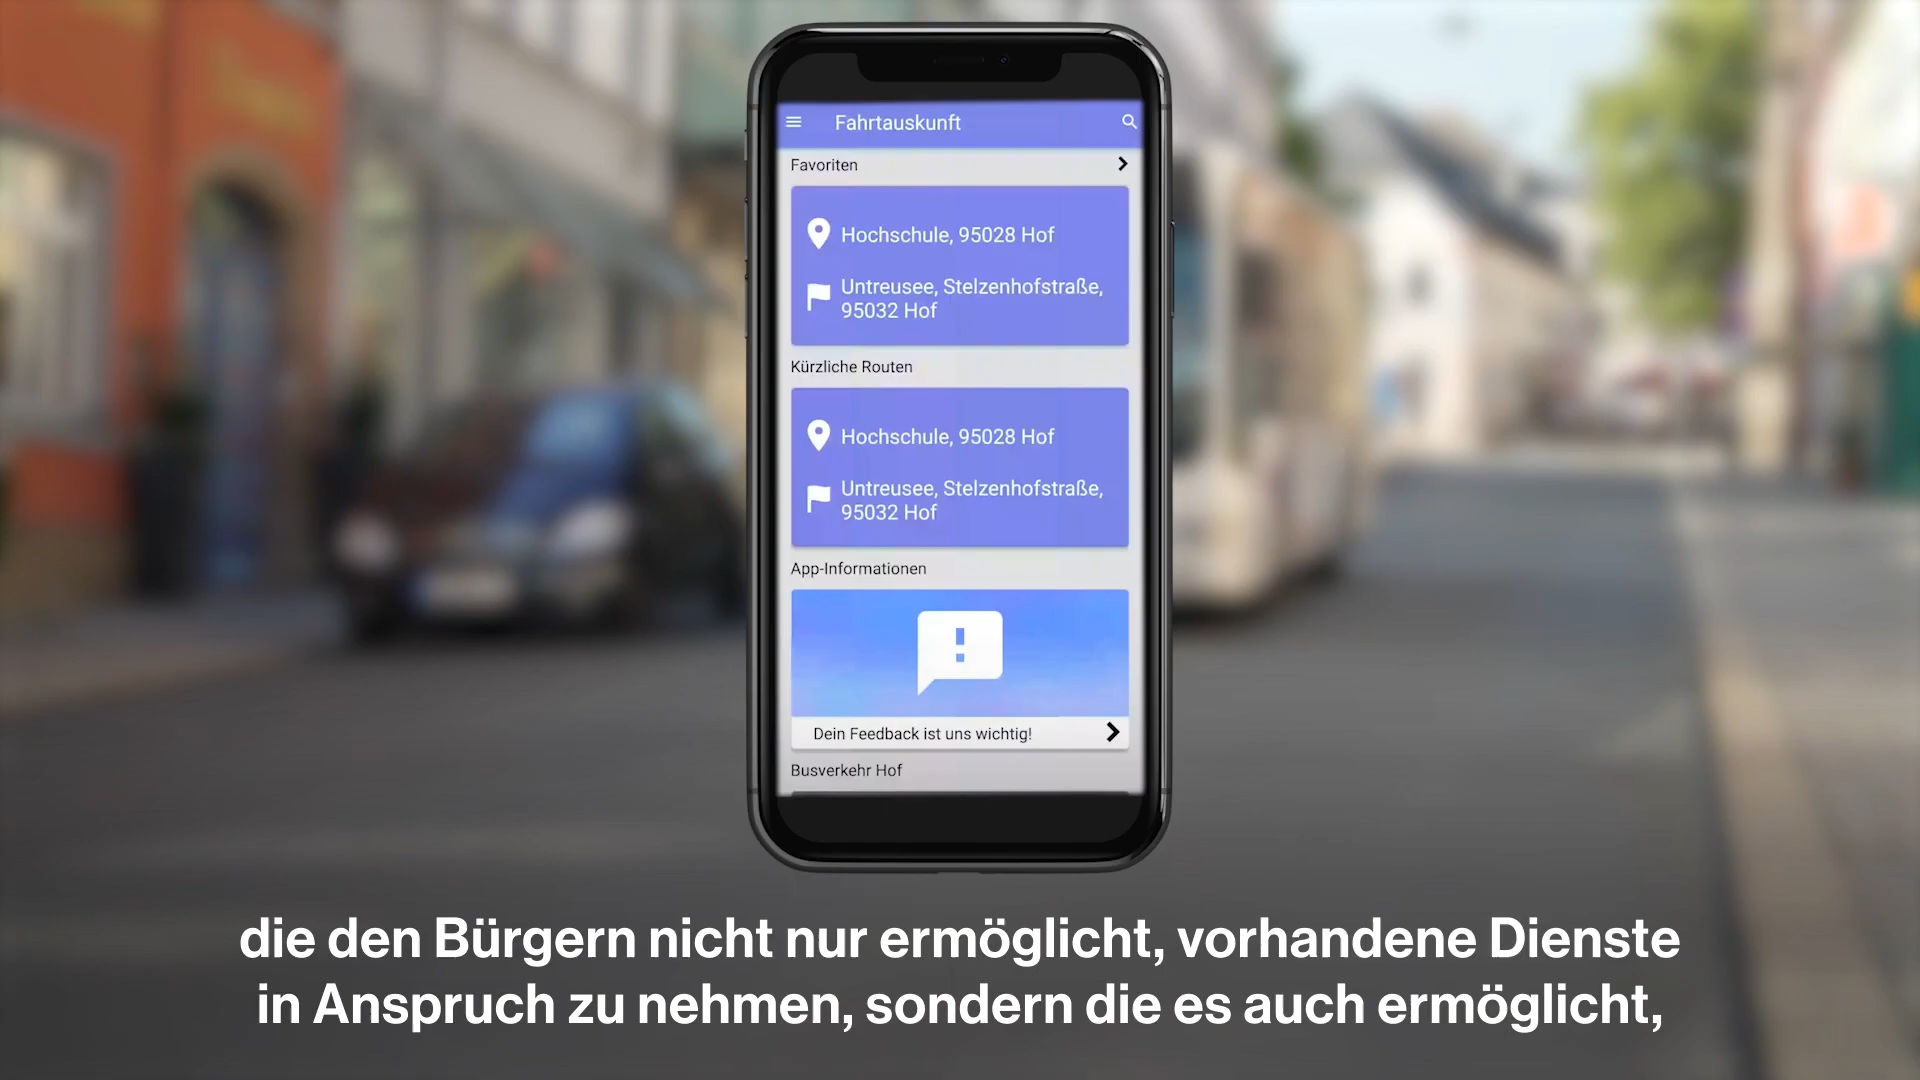 Fahrtauskunft
Favoriten
Hochschule, 95028 Hof
Untreusee, Stelzenhofstraße,
95032 Hof
Kürzliche Routen
Hochschule, 95028 Hof
Untreusee, Stelzenhofstraße,
95032 Hof
App-Informationen
Dein Feedback ist uns wichtig!
Busverkehr Hof
die den Bürgern nicht nur ermöglicht, vorhandene Dienste
in Anspruch zu nehmen, sondern die es auch ermöglicht,